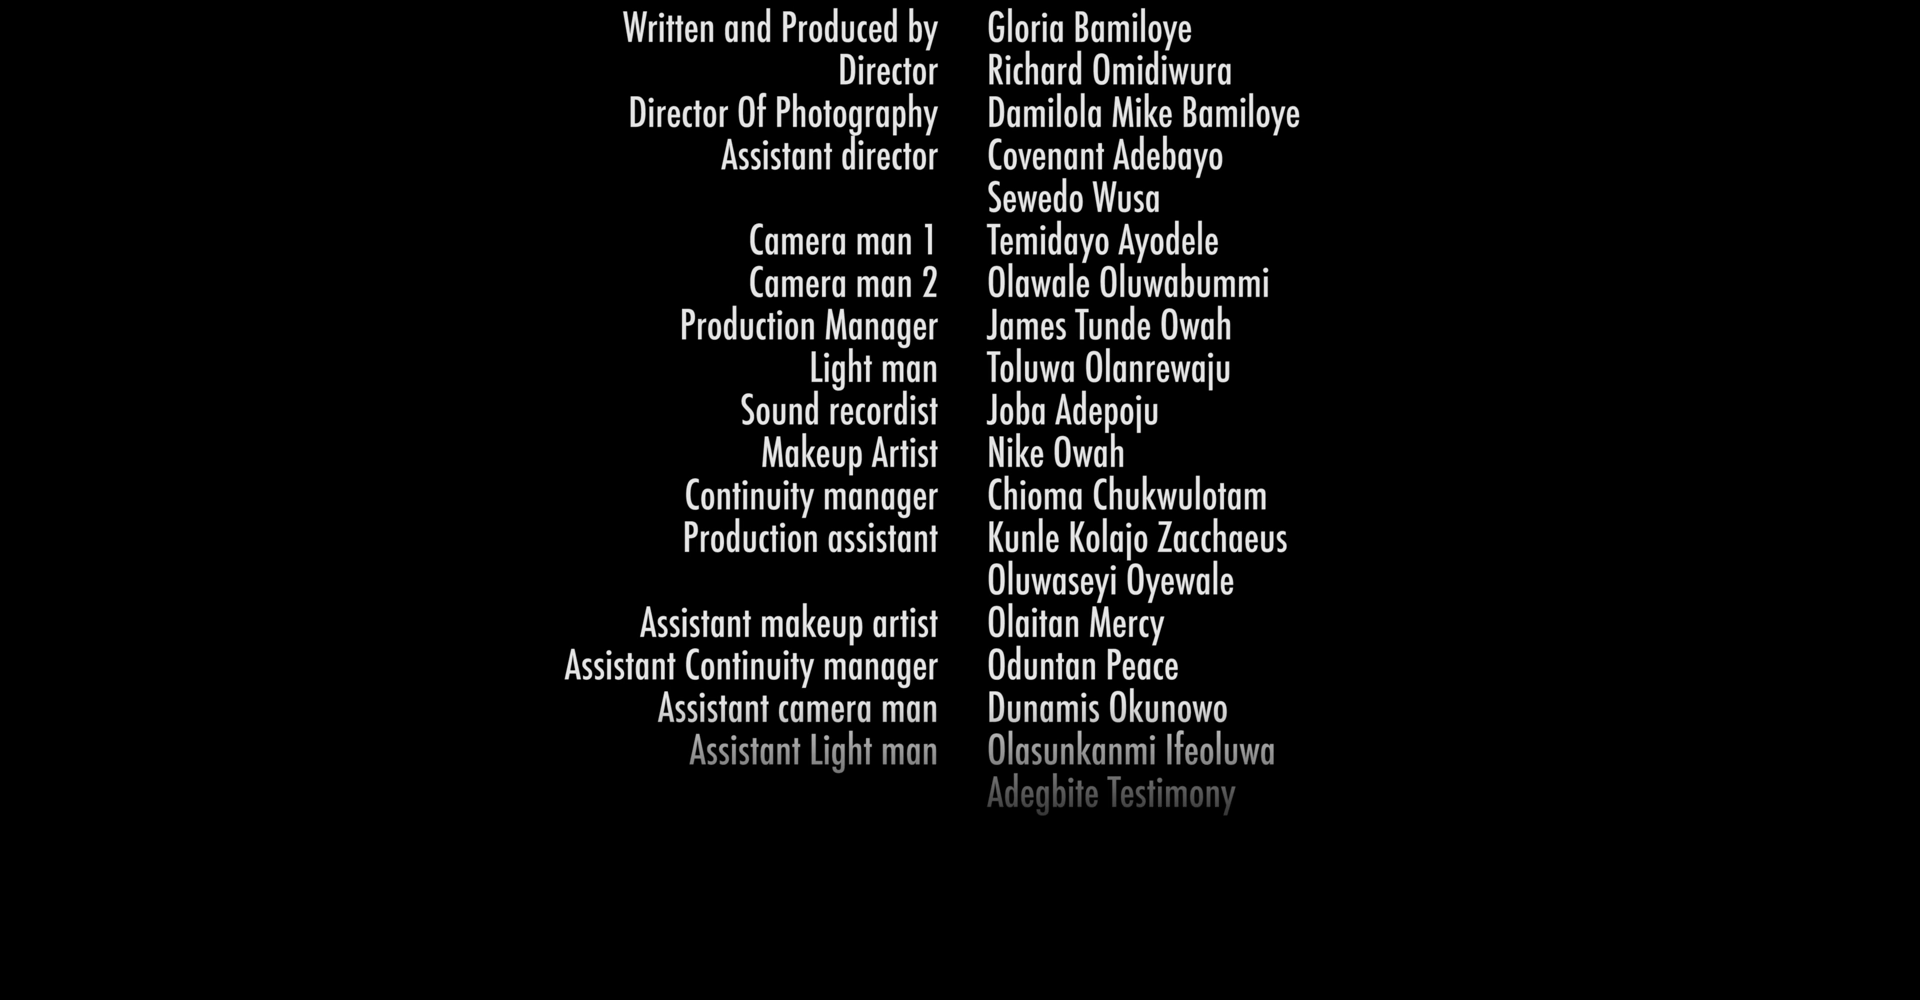 Written and Produced by Gloria Bamiloye
Director Richard Omidiwura
Director Of Photography Damilola Mike Bamiloye
Assistant director Covenant Adebayo
Sewedo Wusa
Camera man 1 Temidayo Ayodele
Camera man 2 Olawale Oluwabummi
Production Manager James Tunde Owah
Light man Toluwa Olanrewaju
Sound recordist Joba Adepoju
Makeup Artist Nike Owah
Continuity manager Chioma Chukwulotam
Production assistant Kunle Kolajo Zacchaeus
Oluwaseyi Oyewale
Assistant makeup artist Olaitan Mercy
Assistant Continuity manager Oduntan Peace
Assistant camera man Dunamis Okunowo
Assistant Light man Olasunkanmi Ifeoluwa
Adegbite Testimony